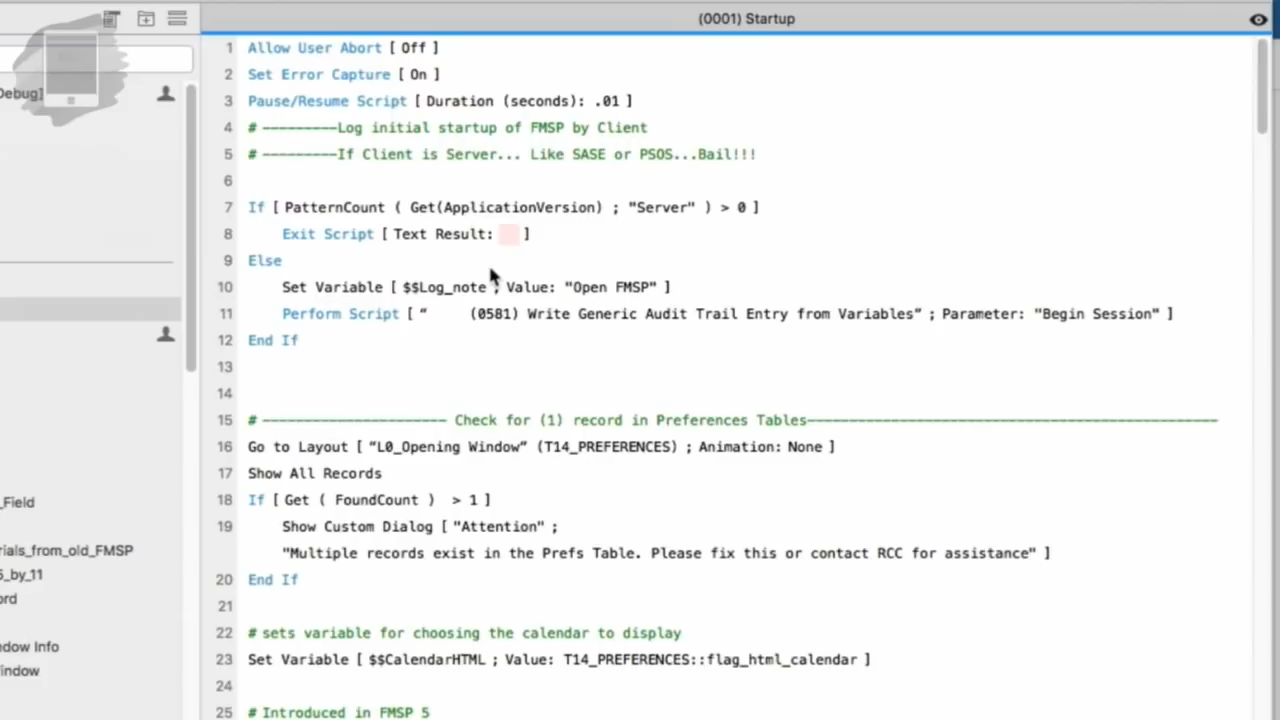 (0001) Startup
Debug]
_Field
rials_from_old_FMSP
5_by_11
ord
ndow Info
indow
1 Allow User Abort [ Off ]
2 Set Error Capture [ On ]
3 Pause/Resume Script [ Duration (seconds): .01 ]
4 # ---------Log initial startup of FMSP by Client
5 # ---------If Client is Server... Like SASE or PSOS...Bail!!!
6
7 If [ PatternCount ( Get(ApplicationVersion) ; "Server" ) > 0 ]
8 Exit Script [ Text Result: ]
9 Else
10 Set Variable [ $$Log_note ; Value: "Open FMSP" ]
11 Perform Script [ “ (0581) Write Generic Audit Trail Entry from Variables” ; Parameter: "Begin Session" ]
12 End If
13
14
15 # ---------------------- Check for (1) record in Preferences Tables-------------------------------------------------
16 Go to Layout [ “L0_Opening Window” (T14_PREFERENCES) ; Animation: None ]
17 Show All Records
18 If [ Get ( FoundCount ) > 1 ]
19 Show Custom Dialog [ "Attention" ;
"Multiple records exist in the Prefs Table. Please fix this or contact RCC for assistance" ]
20 End If
21
22 # sets variable for choosing the calendar to display
23 Set Variable [ $$CalendarHTML ; Value: T14_PREFERENCES::flag_html_calendar ]
24
25 # Introduced in FMSP 5